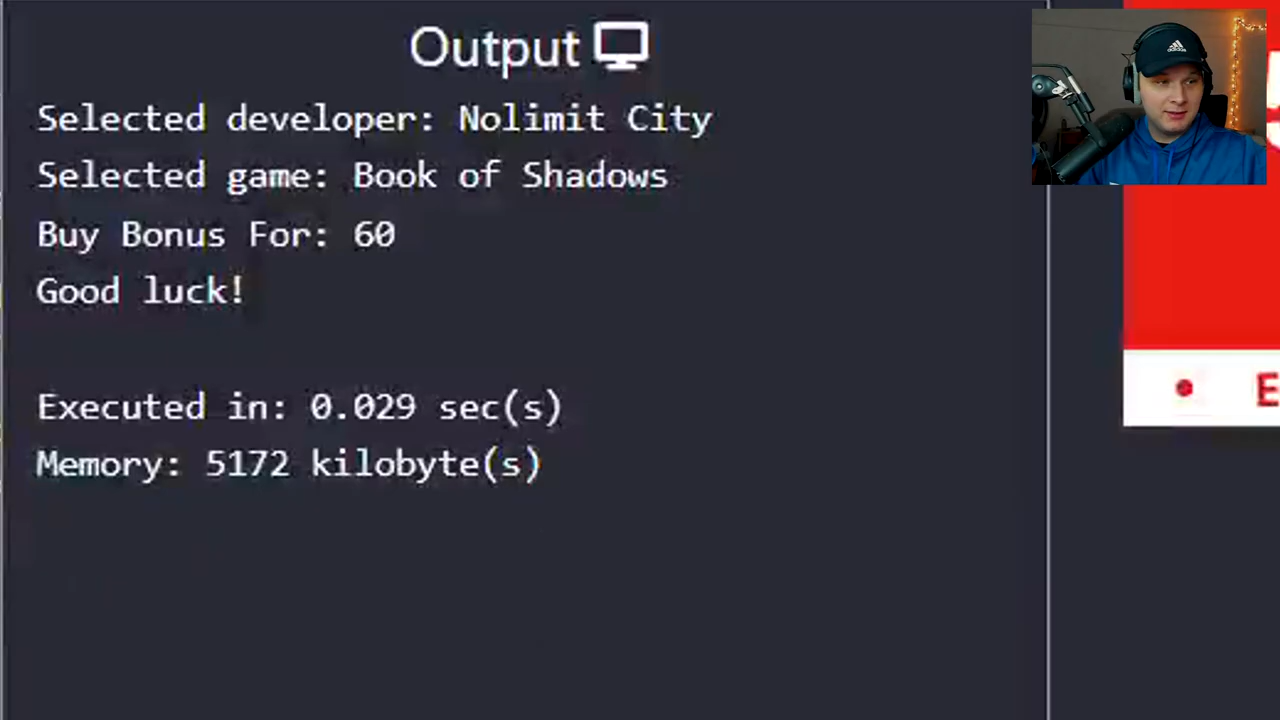 Output
Selected developer: Nolimit City
Selected game: Book of Shadows
Buy Bonus For: 60
Good luck!
Executed in: 0.029 sec(s)
Memory: 5172 kilobyte(s)